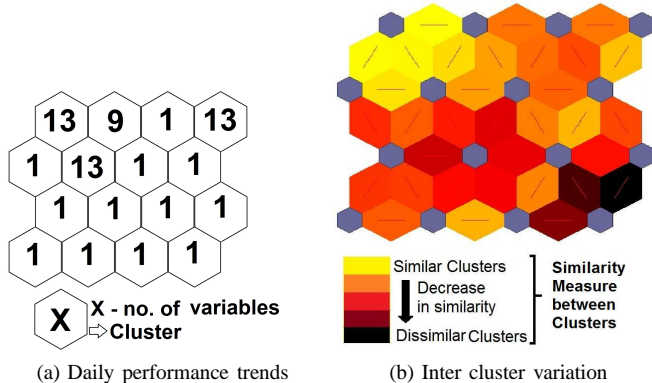 13 9 1 13
1 13 1 1
1 1 1 1
1 1 1 1
X
X - no. of variables
Cluster
(a) Daily performance trends
Similar Clusters
Decrease
in similarity
Dissimilar Clusters
Similarity
Measure
between
Clusters
(b) Inter cluster variation